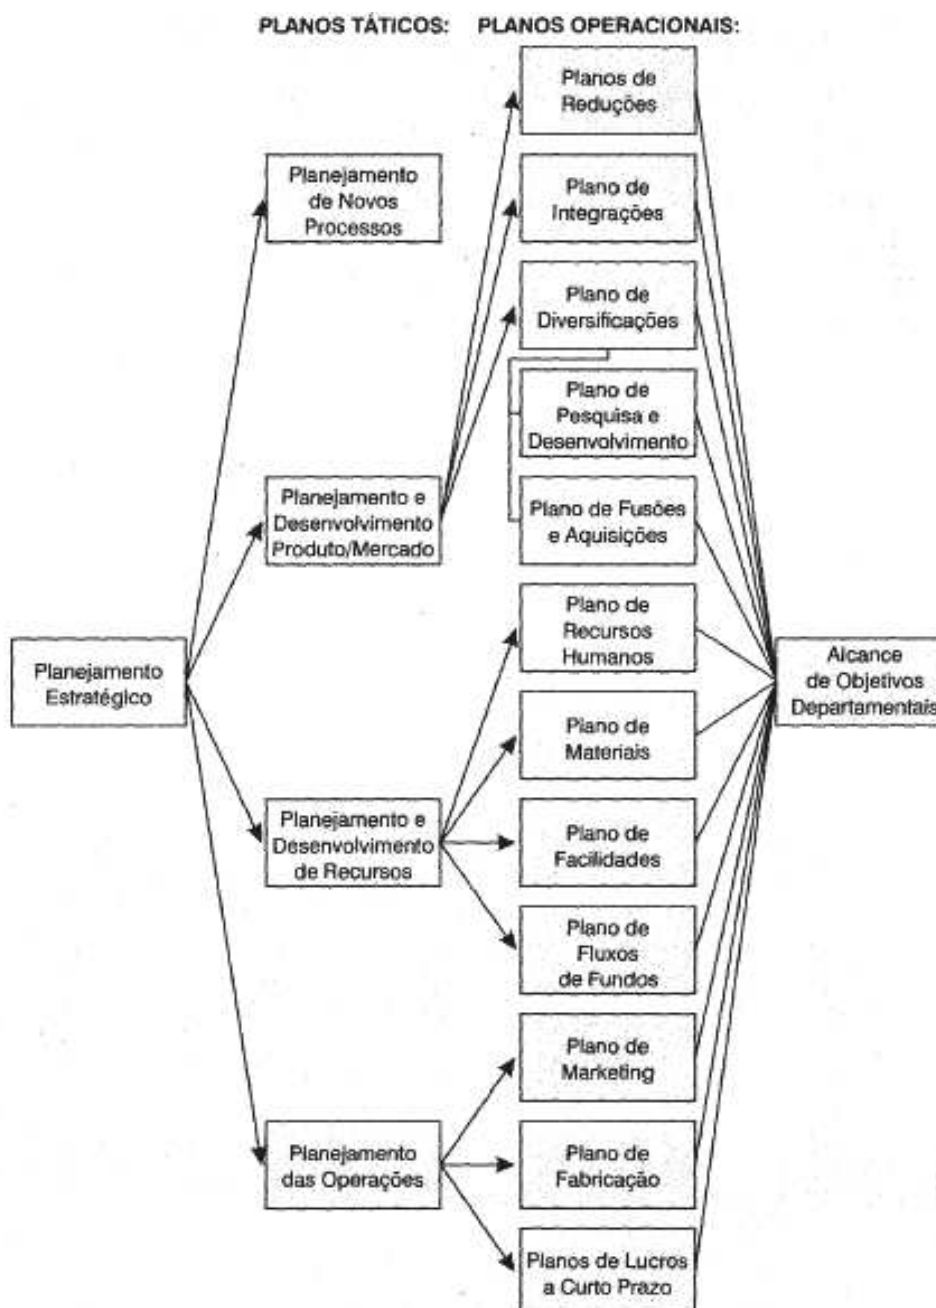 PLANOS TÁTICOS:
PLANOS OPERACIONAIS:
Planos de
Reduções
Planejamento
de Novos
Processos
Plano de
Integrações
Plano de
Diversificações
Plano de
Pesquisa e
Desenvolvimento
Planejamento e
Desenvolvimento
Produto/Mercado
Plano de Fusões
e Aquisições
Plano de
Recursos
Humanos
Planejamento
Estratégico
Alcance
de Objetivos
Departamentais
Plano de
Materiais
Planejamento e
Desenvolvimento
de Recursos
Plano de
Facilidades
Plano de
Fluxos
de Fundos
Plano de
Marketing
Planejamento
das Operações
Plano de
Fabricação
Planos de Lucros
a Curto Prazo